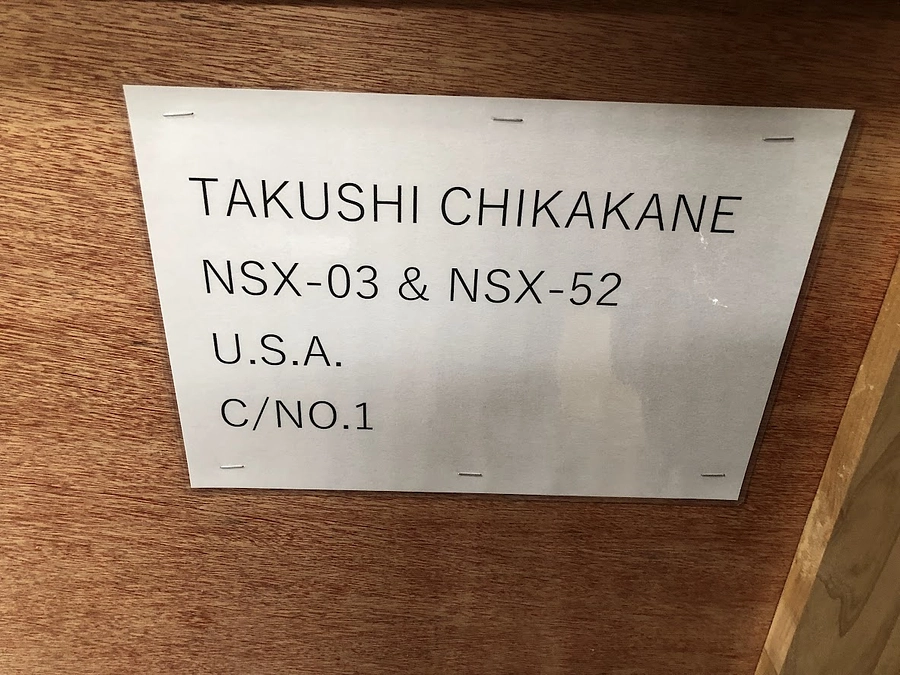 TAKUSHI CHIKAKANE
NSX-03 & NSX-52
U.S.A.
C/NO.1